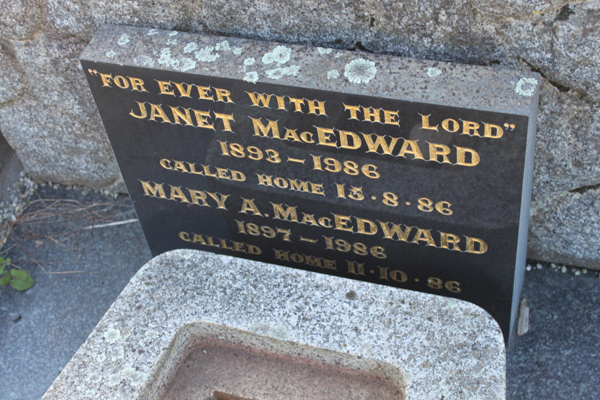 "FOR EVER WITH THE LORD"
JANET MACEDWARD
1893-1986
CALLED HOME 15·8·86
MARY A. MACEDWARD
1897-1986
CALLED HOME 11·10·86